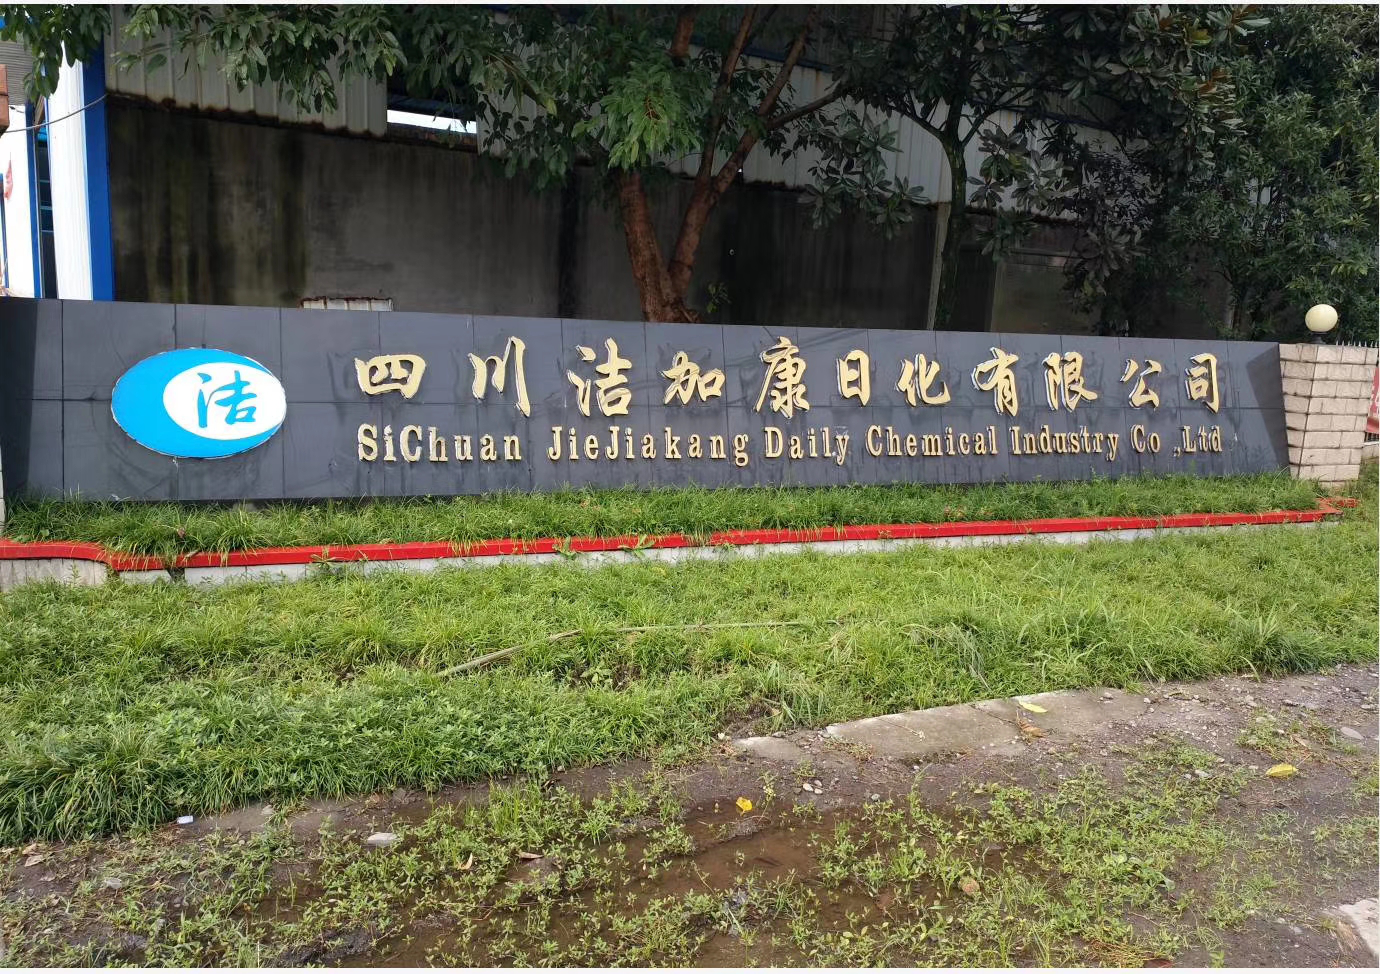 洁
四川洁加康日化有限公司
SiChuan JieJiakang Daily Chemical Industry Co .,Ltd